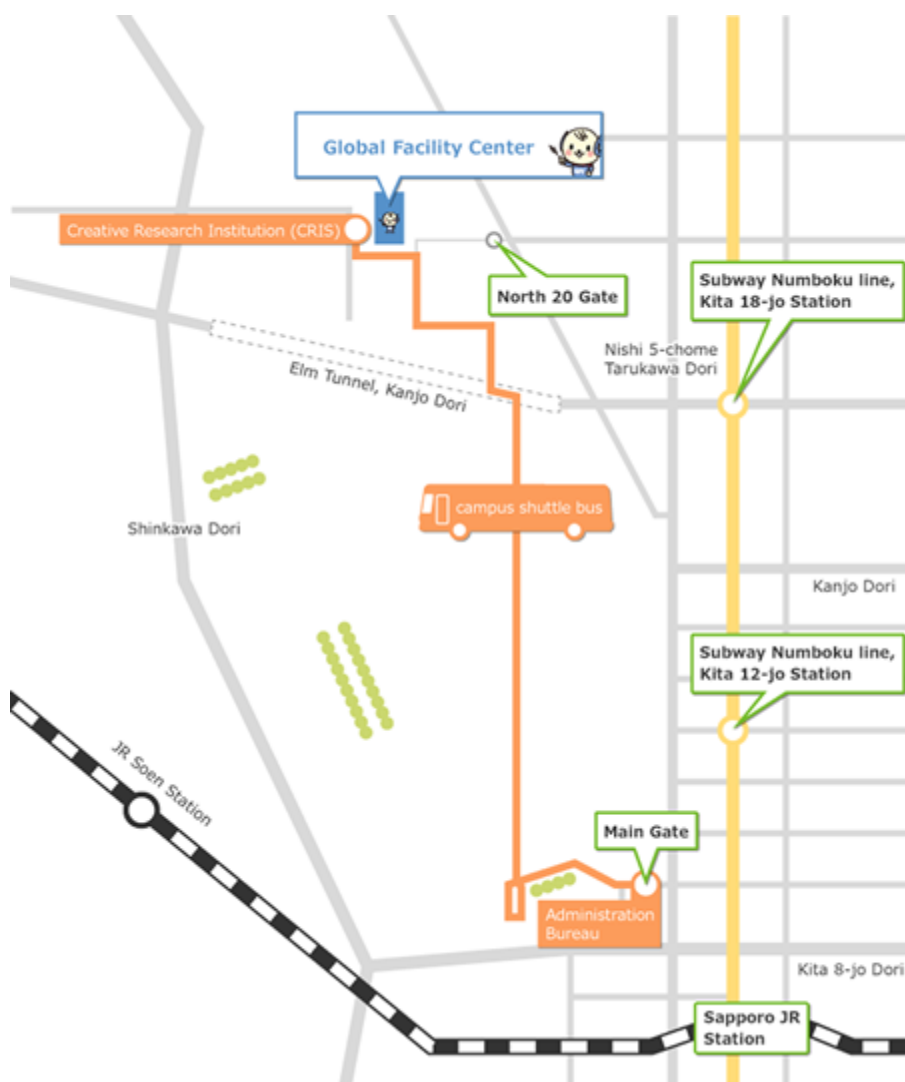 Global Facility Center
Creative Research Institution (CRIS)
North 20 Gate
Subway Numboku line,
Kita 18-jo Station
Nishi 5-chome
Tarukawa Dori
Elm Tunnel, Kanjo Dori
campus shuttle bus
Shinkawa Dori
Kanjo Dori
Subway Numboku line,
Kita 12-jo Station
JR Soen Station
Main Gate
Administration
Bureau
Kita 8-jo Dori
Sapporo JR
Station